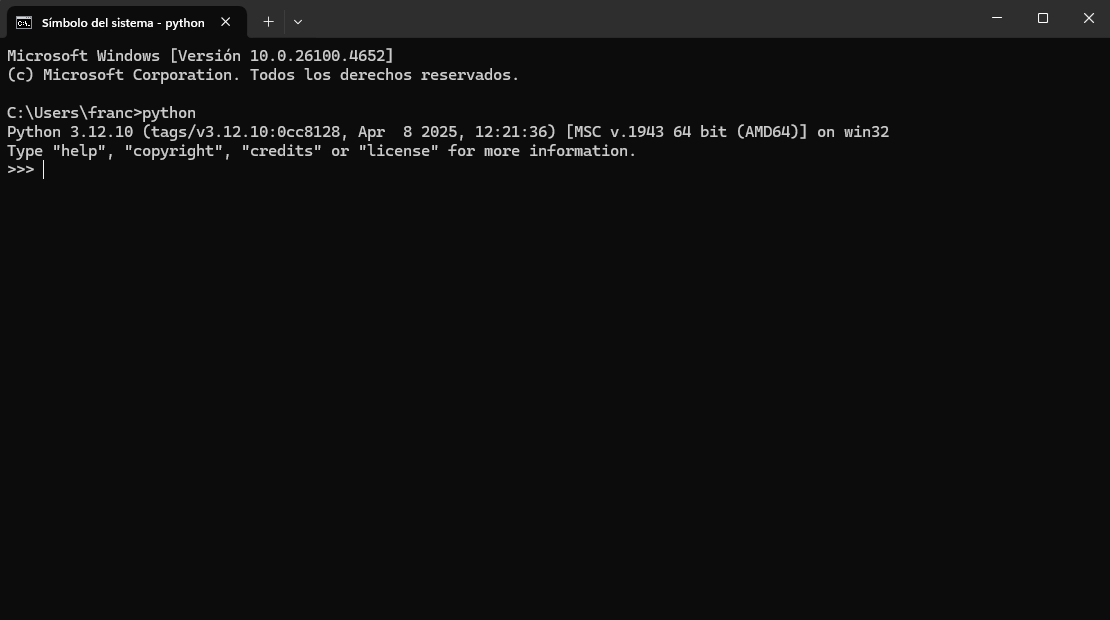 Símbolo del sistema - python
Microsoft Windows [Versión 10.0.26100.4652]
(c) Microsoft Corporation. Todos los derechos reservados.
C:\Users\franc>python
Python 3.12.10 (tags/v3.12.10:0cc8128, Apr  8 2025, 12:21:36) [MSC v.1943 64 bit (AMD64)] on win32
Type "help", "copyright", "credits" or "license" for more information.
>>>